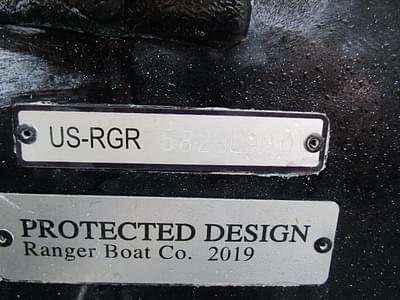 US-RGR
PROTECTED DESIGN
Ranger Boat Co. 2019